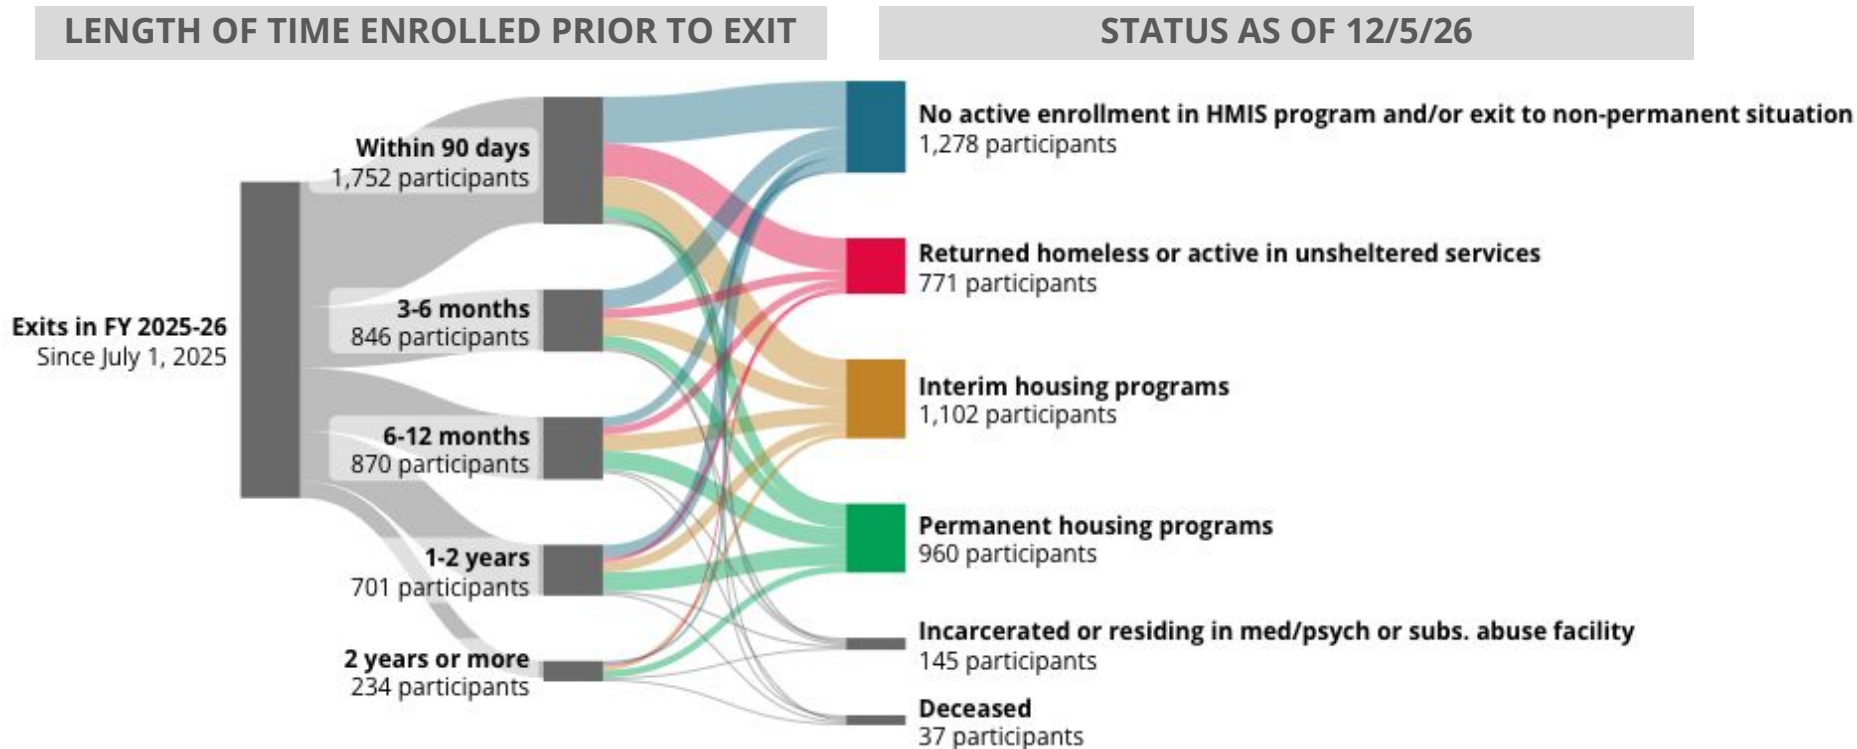 LENGTH OF TIME ENROLLED PRIOR TO EXIT
STATUS AS OF 12/5/26
Exits in FY 2025-26
Since July 1, 2025
Within 90 days
1,752 participants
3-6 months
846 participants
6-12 months
870 participants
1-2 years
701 participants
2 years or more
234 participants
No active enrollment in HMIS program and/or exit to non-permanent situation
1,278 participants
Returned homeless or active in unsheltered services
771 participants
Interim housing programs
1,102 participants
Permanent housing programs
960 participants
Incarcerated or residing in med/psych or subs. abuse facility
145 participants
Deceased
37 participants